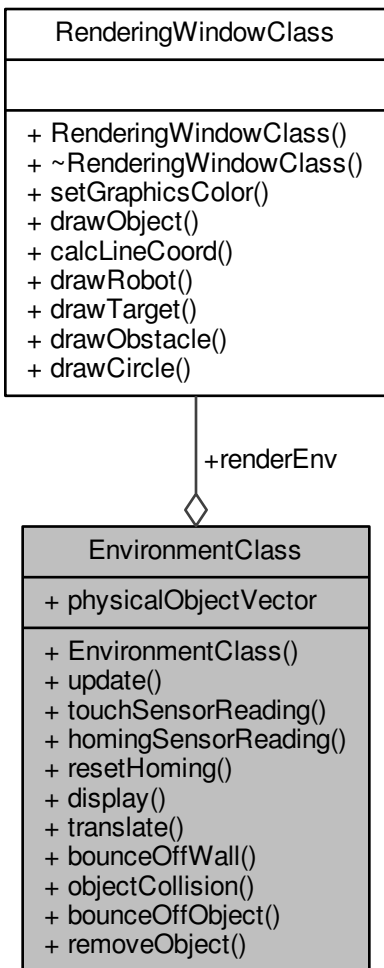 RenderingWindowClass
+ RenderingWindowClass()
+ ~RenderingWindowClass()
+ setGraphicsColor()
+ drawObject()
+ calcLineCoord()
+ drawRobot()
+ drawTarget()
+ drawObstacle()
+ drawCircle()
+renderEnv
EnvironmentClass
+ physicalObjectVector
+ EnvironmentClass()
+ update()
+ touchSensorReading()
+ homingSensorReading()
+ resetHoming()
+ display()
+ translate()
+ bounceOffWall()
+ objectCollision()
+ bounceOffObject()
+ removeObject()